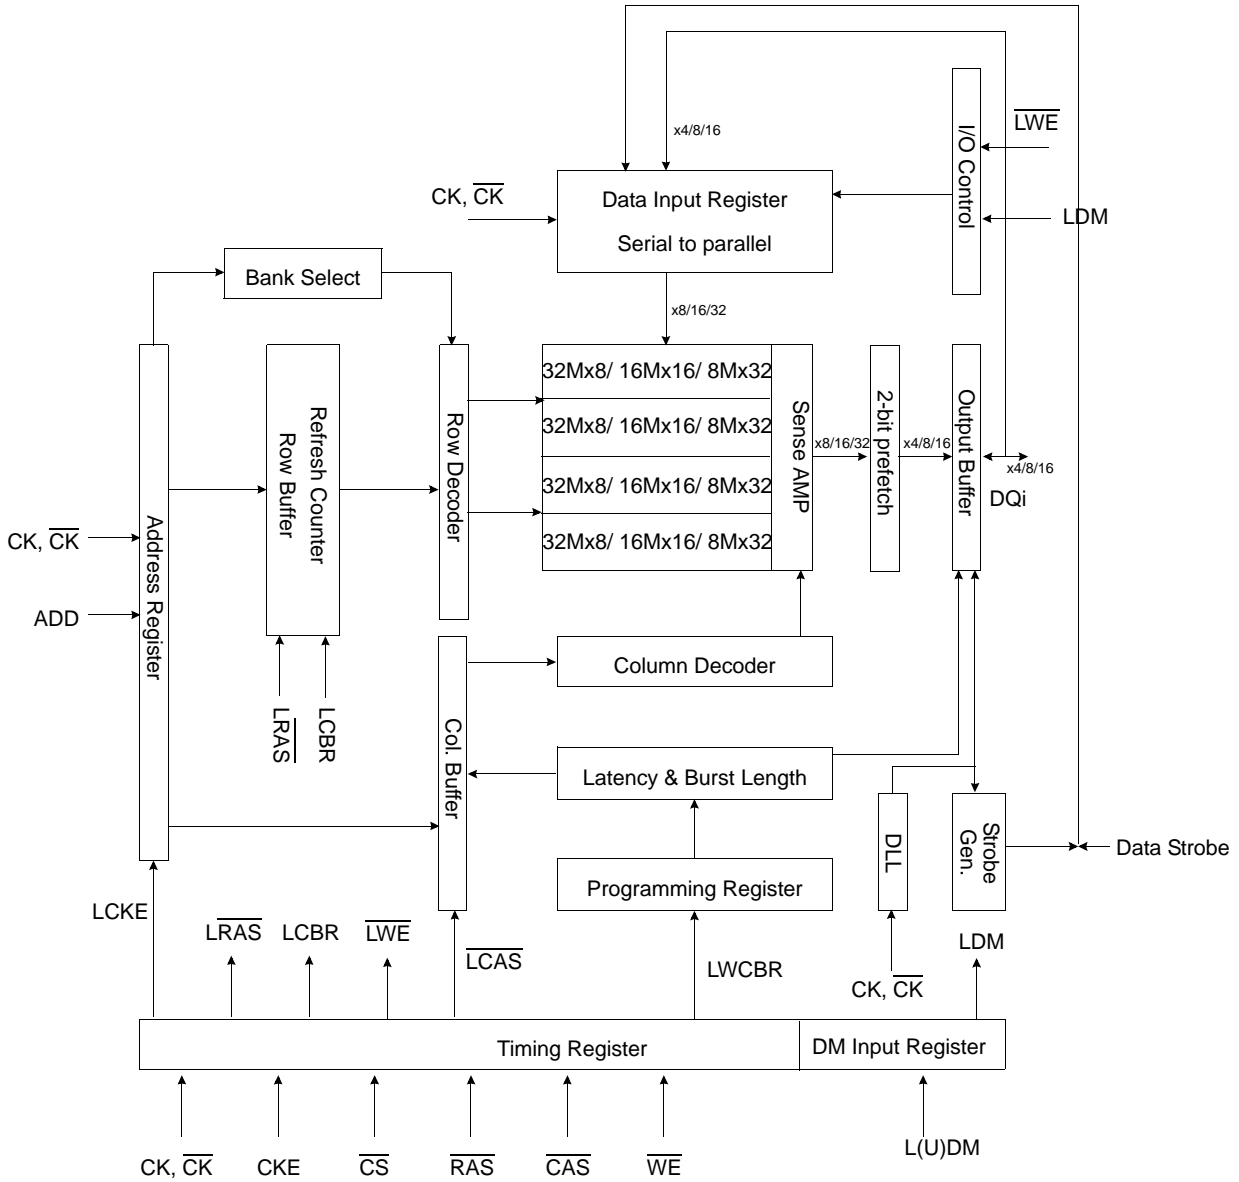 x4/8/16
I/O Control
LWE
LDM
CK, CK
Data Input Register
Serial to parallel
Bank Select
x8/16/32
Address Register
Refresh Counter
Row Buffer
Row Decoder
32Mx8/ 16Mx16/ 8Mx32
32Mx8/ 16Mx16/ 8Mx32
32Mx8/ 16Mx16/ 8Mx32
32Mx8/ 16Mx16/ 8Mx32
Sense AMP
x8/16/32
2-bit prefetch
x4/8/16
Output Buffer
x4/8/16
DQi
CK, CK
ADD
LRAS
LCBR
Col. Buffer
Column Decoder
Latency & Burst Length
Programming Register
DLL
Strobe
Gen.
Data Strobe
LCKE
LRAS
LCBR
LWE
LCAS
LWCBR
CK, CK
LDM
Timing Register
DM Input Register
CK, CK
CKE
CS
RAS
CAS
WE
L(U)DM